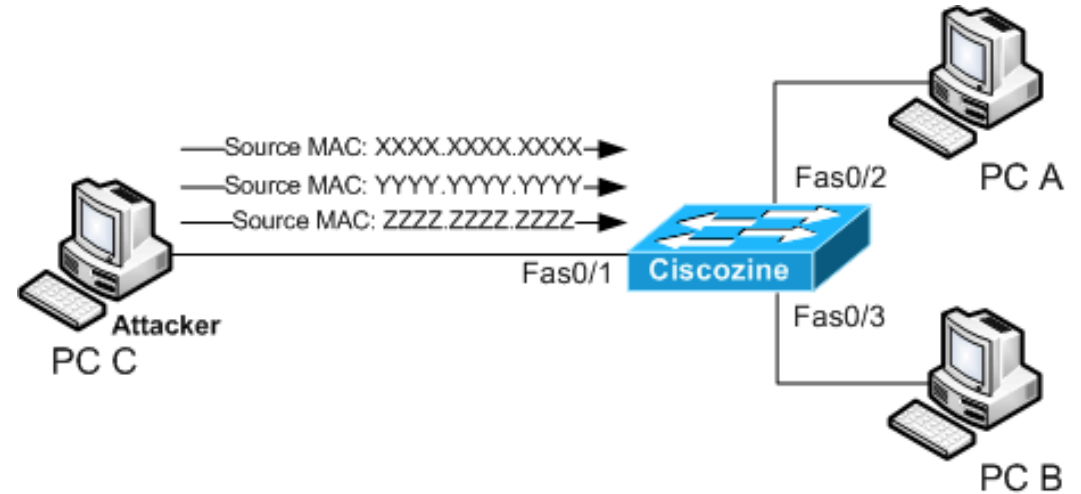 Source MAC: XXXX.XXXX.XXXX
Source MAC: YYYY.YYYY.YYYY
Source MAC: ZZZZ.ZZZZ.ZZZZ
Fas0/2
PC A
Fas0/1
Ciscozine
Fas0/3
Attacker
PC C
PC B